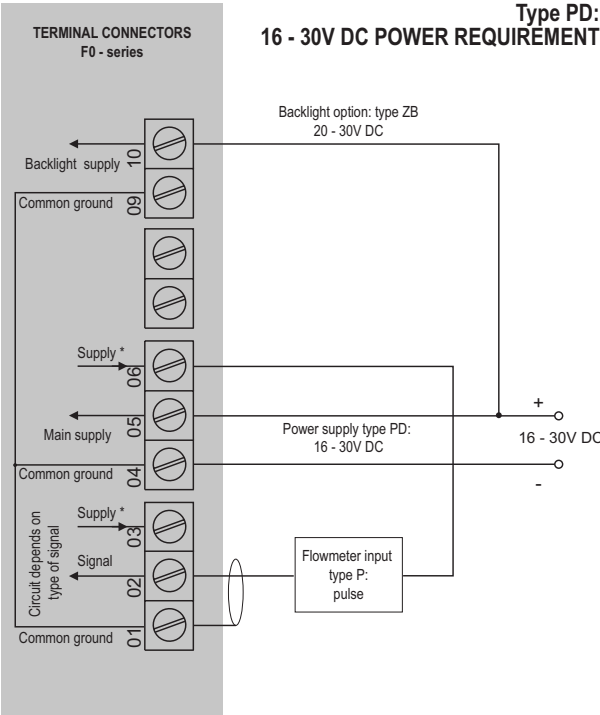 Type PD:
16 - 30V DC POWER REQUIREMENT
TERMINAL CONNECTORS
F0 - series
Backlight option: type ZB
20 - 30V DC
10
Backlight supply
Common ground
09
Supply *
06
Main supply
05
Power supply type PD:
16 - 30V DC
+
16 - 30V DC
-
Common ground
04
Supply *
03
Circuit depends on
type of signal
Signal
02
Flowmeter input
type P:
pulse
Common ground
01